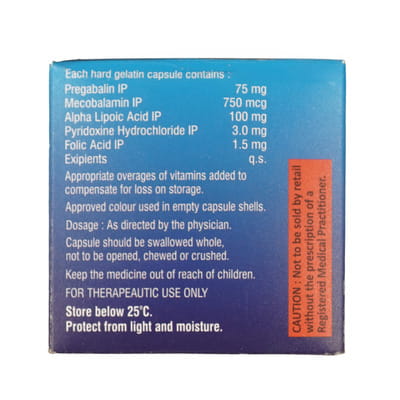 Each hard gelatin capsule contains :
Pregabalin IP 75 mg
Mecobalamin IP 750 mcg
Alpha Lipoic Acid IP 100 mg
Pyridoxine Hydrochloride IP 3.0 mg
Folic Acid IP 1.5 mg
Exipients q.s.
Appropriate overages of vitamins added to
compensate for loss on storage.
Approved colour used in empty capsule shells.
Dosage : As directed by the physician.
Capsule should be swallowed whole,
not to be opened, chewed or crushed.
Keep the medicine out of reach of children.
FOR THERAPEUTIC USE ONLY
Store below 25°C.
Protect from light and moisture.
CAUTION : Not to be sold by retail
without the prescription of a
Registered Medical Practitioner.